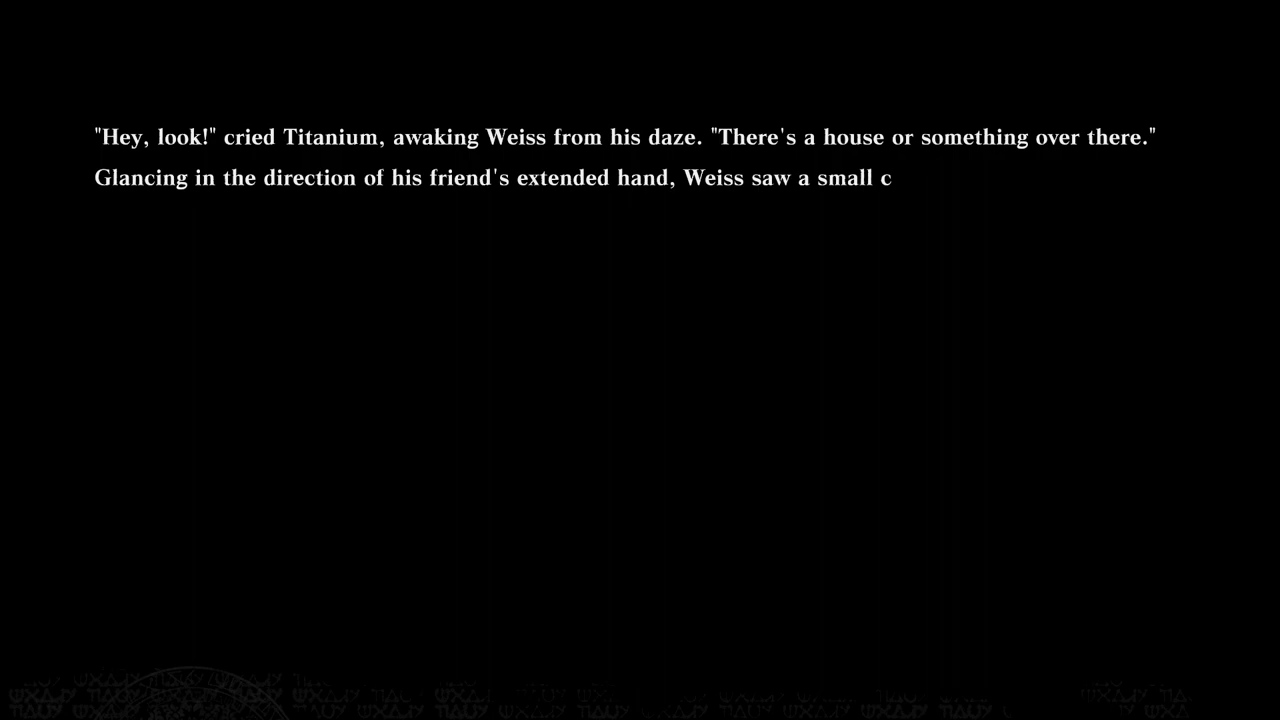 "Hey, look!" cried Titanium, awaking Weiss from his daze. "There's a house or something over there."
Glancing in the direction of his friend's extended hand, Weiss saw a small c